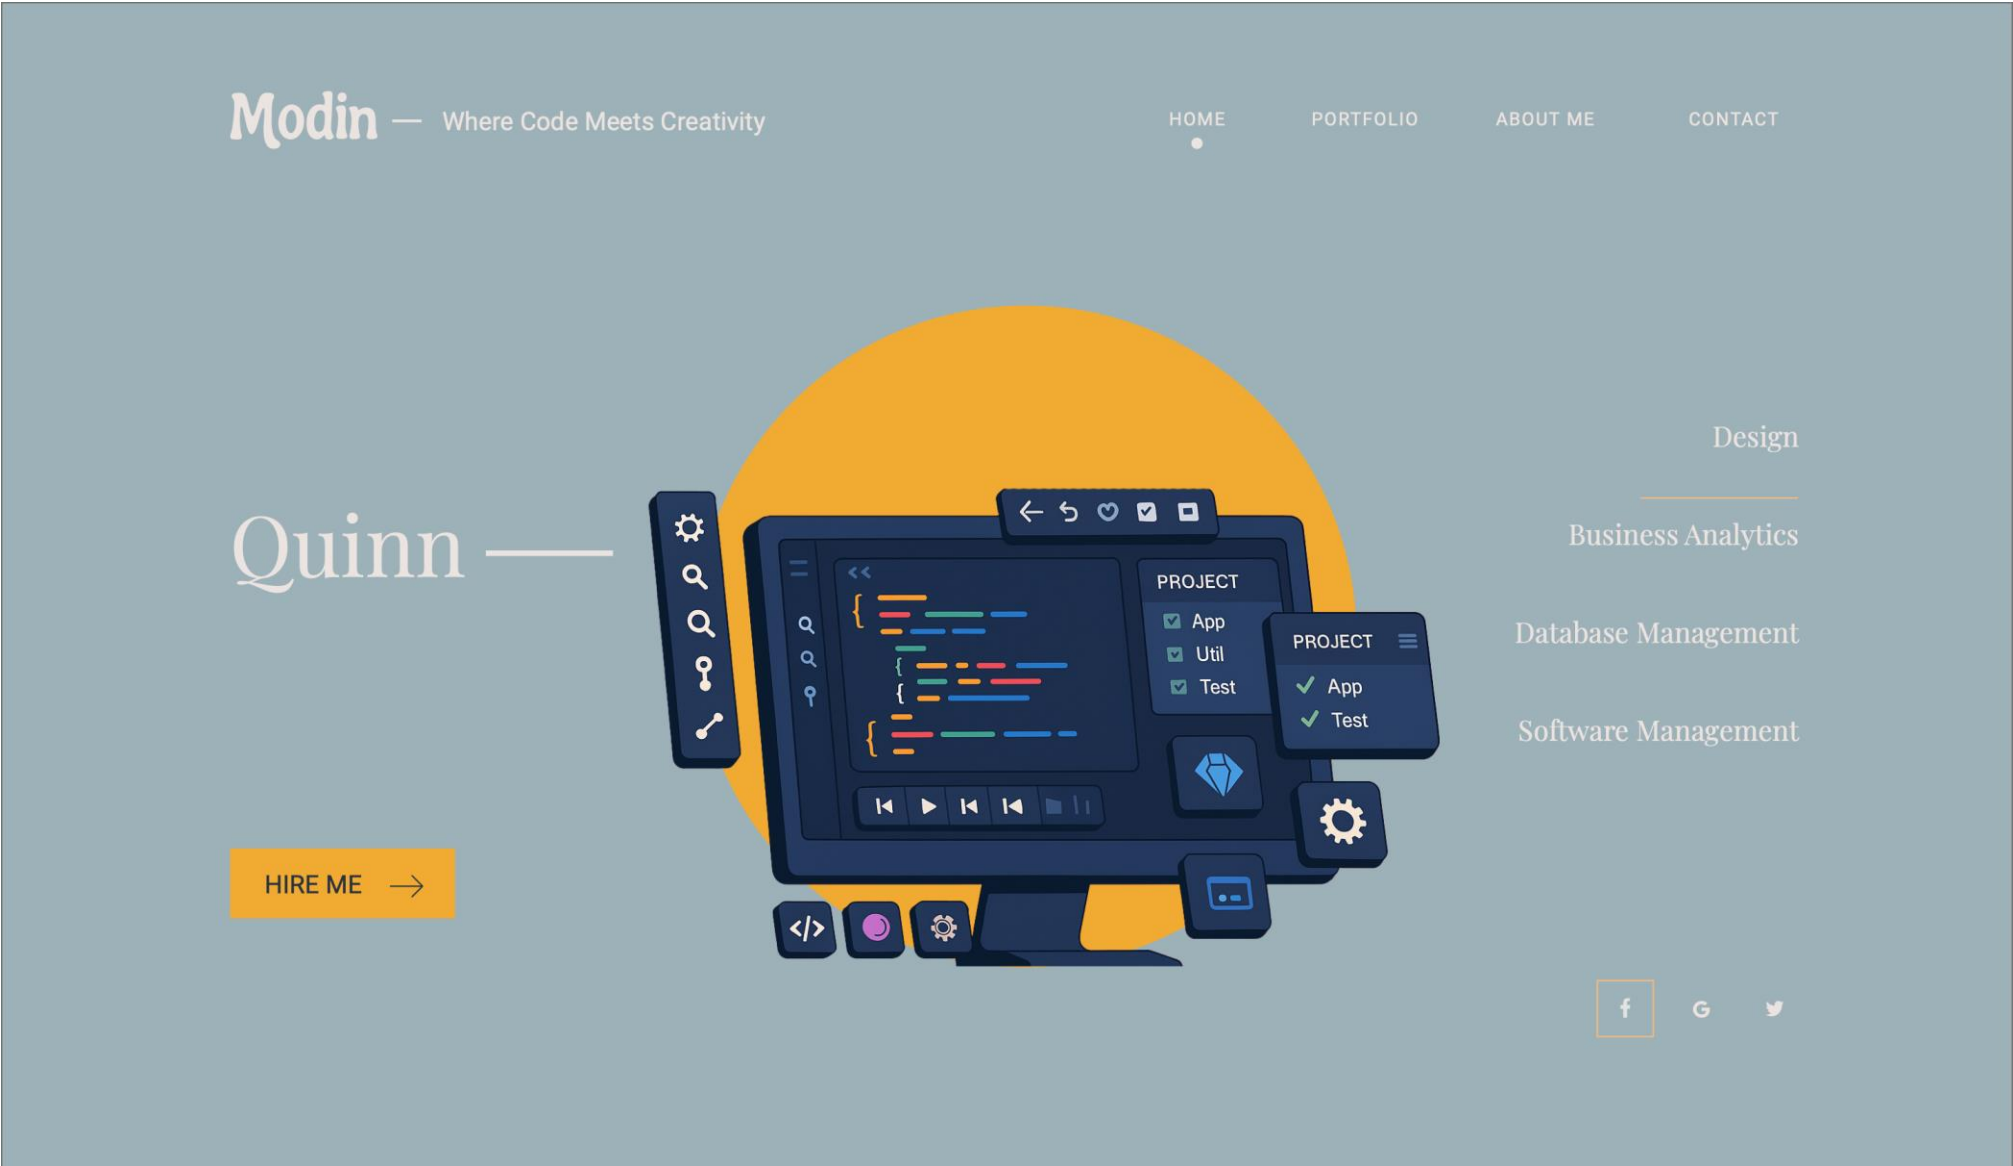 Modin — Where Code Meets Creativity
HOME PORTFOLIO ABOUT ME CONTACT
Quinn —
HIRE ME →
PROJECT
App
Util
Test
PROJECT
App
Test
</>
Design
Business Analytics
Database Management
Software Management